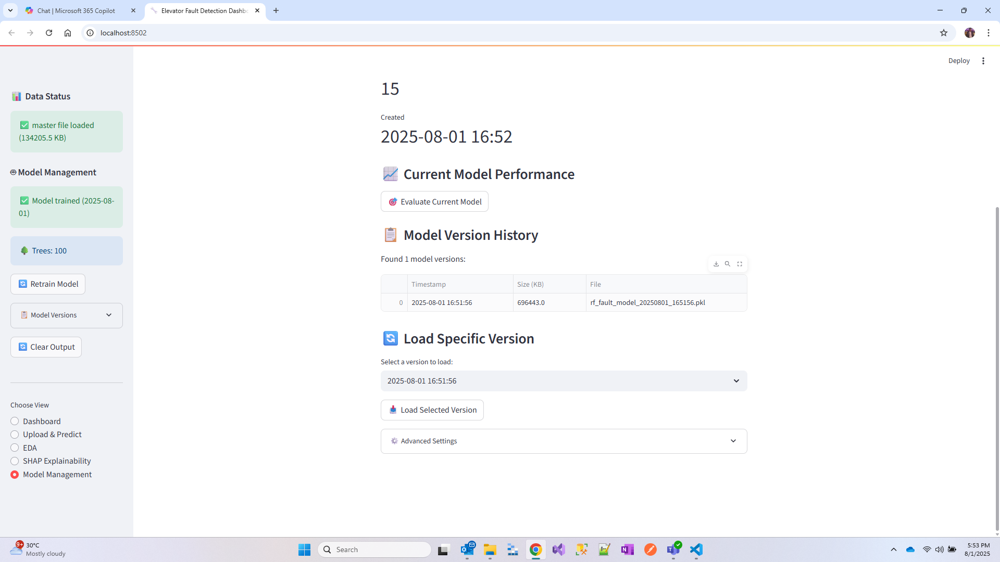 Chat | Microsoft 365 Copilot
Elevator Fault Detection Dashbo
localhost:8502
Deploy
Data Status
master file loaded
(134205.5 KB)
Model Management
Model trained (2025-08-
01)
Trees: 100
Retrain Model
Model Versions
Clear Output
Choose View
Dashboard
Upload & Predict
EDA
SHAP Explainability
Model Management
15
Created
2025-08-01 16:52
Current Model Performance
Evaluate Current Model
Model Version History
Found 1 model versions:
Timestamp Size (KB) File
0 2025-08-01 16:51:56 696443.0 rf_fault_model_20250801_165156.pkl
Load Specific Version
Select a version to load:
2025-08-01 16:51:56
Load Selected Version
Advanced Settings
9+
30°C
Mostly cloudy
Search
5:53 PM
8/1/2025